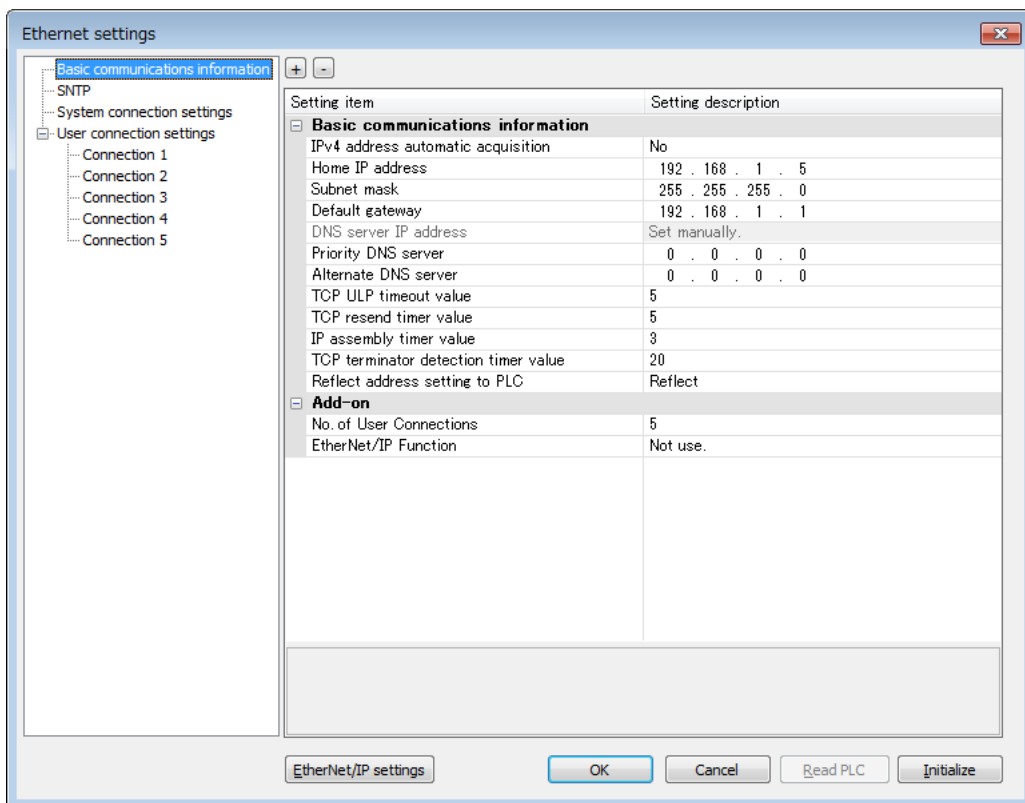 Ethernet settings
Basic communications information
SNTP
System connection settings
User connection settings
Connection 1
Connection 2
Connection 3
Connection 4
Connection 5
+ -
Setting item Setting description
Basic communications information
IPv4 address automatic acquisition No
Home IP address 192 . 168 . 1 . 5
Subnet mask 255 . 255 . 255 . 0
Default gateway 192 . 168 . 1 . 1
DNS server IP address Set manually.
Priority DNS server 0 . 0 . 0 . 0
Alternate DNS server 0 . 0 . 0 . 0
TCP ULP timeout value 5
TCP resend timer value 5
IP assembly timer value 3
TCP terminator detection timer value 20
Reflect address setting to PLC Reflect
Add-on
No. of User Connections 5
EtherNet/IP Function Not use.
EtherNet/IP settings OK Cancel Read PLC Initialize